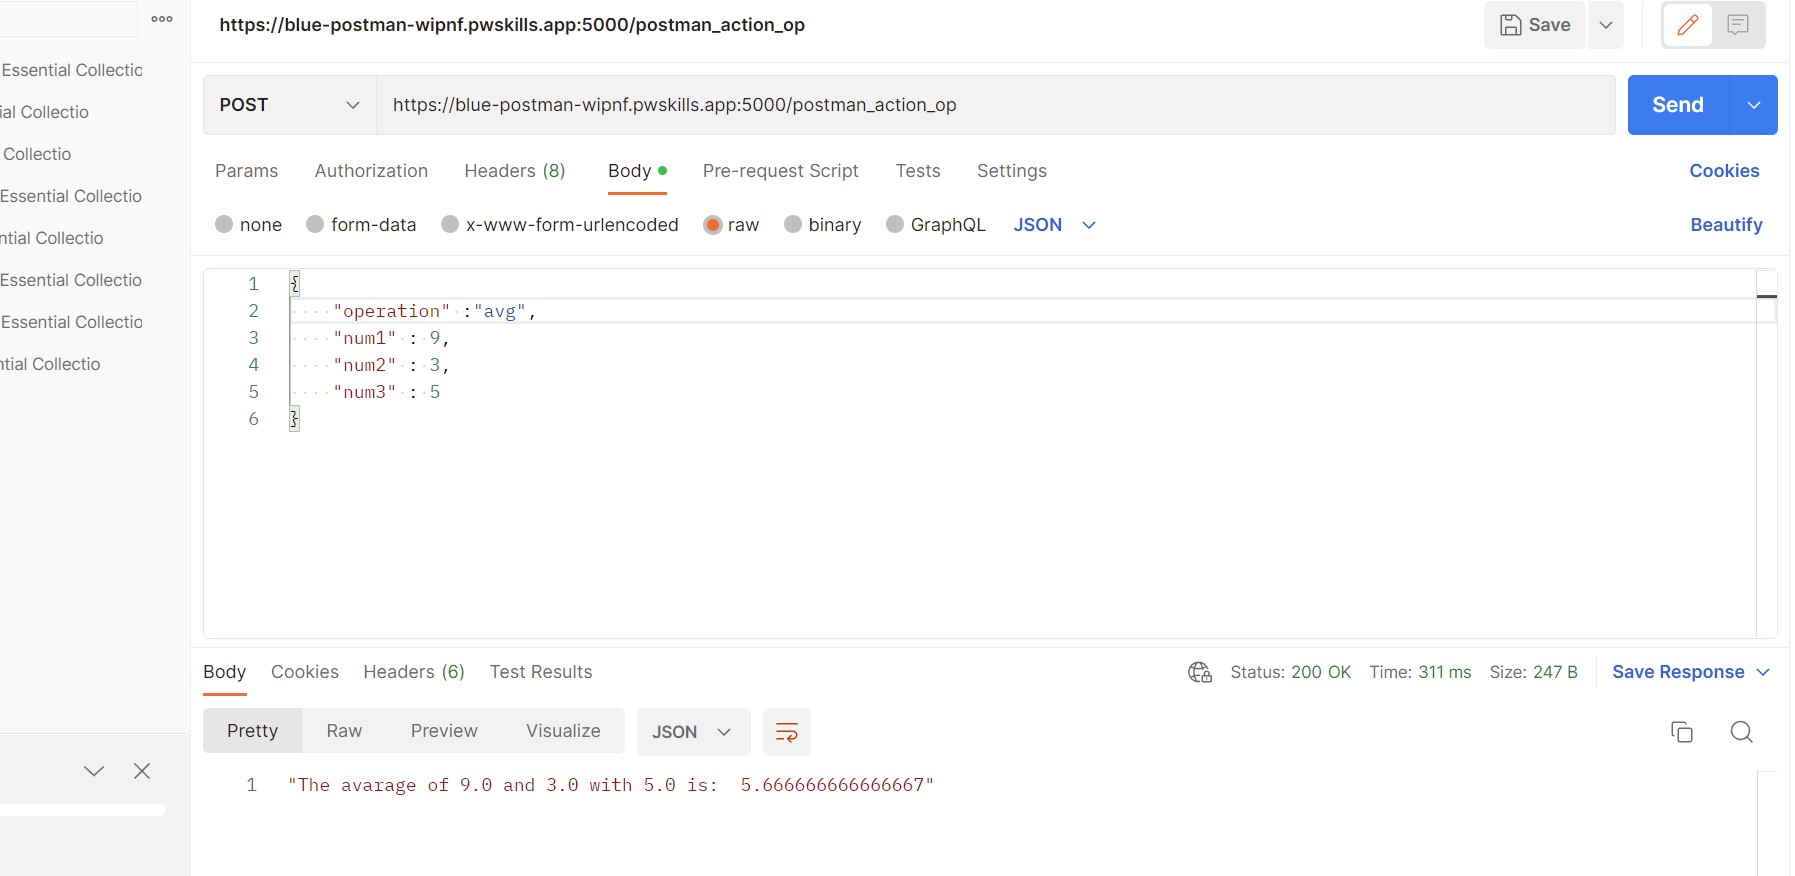 https://blue-postman-wipnf.pwskills.app:5000/postman_action_op
Save
Essential Collectio
ial Collectio
Collectio
Essential Collectio
ntial Collectio
Essential Collectio
Essential Collectio
ntial Collectio
POST
https://blue-postman-wipnf.pwskills.app:5000/postman_action_op
Send
Params Authorization Headers (8) Body Pre-request Script Tests Settings Cookies
none form-data x-www-form-urlencoded raw binary GraphQL JSON Beautify
1 {
2 "operation" :"avg",
3 "num1" : 9,
4 "num2" : 3,
5 "num3" : 5
6 }
Body Cookies Headers (6) Test Results Status: 200 OK Time: 311 ms Size: 247 B Save Response
Pretty Raw Preview Visualize JSON
1 "The avarage of 9.0 and 3.0 with 5.0 is:  5.666666666666667"